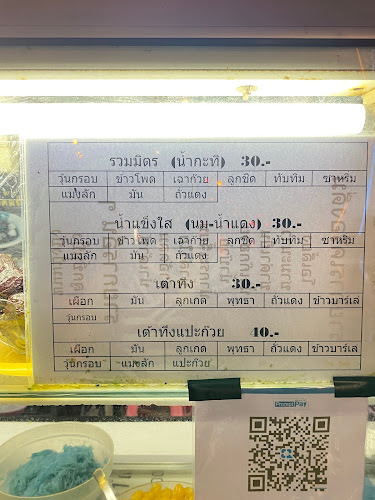 รวมมิตร (น้ำกะทิ) 30.-
วุ้นกรอบ ข้าวโพด เฉาก๊วย ลูกชิด ทับทิม ซาหริ่ม
แมงลัก มัน ถั่วแดง
น้ำแข็งใส (นม-น้ำแดง) 30.-
วุ้นกรอบ ข้าวโพด เฉาก๊วย ลูกชิด ทับทิม ซาหริ่ม
แมงลัก มัน ถั่วแดง
เต๋าทึง 30.-
เผือก มัน ลูกเกด พุทธา ถั่วแดง ข้าวบาร์เล่
วุ้นกรอบ
เต๋าทึงแปะก๊วย 40.-
เผือก มัน ลูกเกด พุทธา ถั่วแดง ข้าวบาร์เล่
วุ้นกรอบ แมงลัก แปะก๊วย
PromptPay